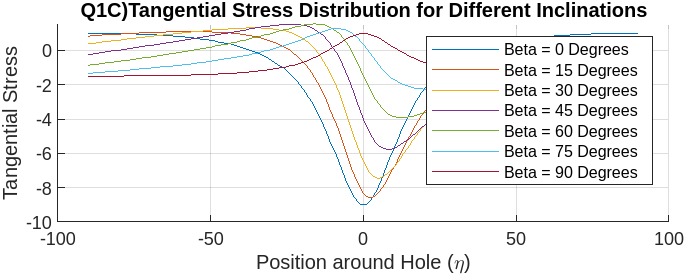 Q1C)Tangential Stress Distribution for Different Inclinations
Tangential Stress
0
-2
-4
-6
-8
-10
-100
-50
0
50
100
Position around Hole (η)
Beta = 0 Degrees
Beta = 15 Degrees
Beta = 30 Degrees
Beta = 45 Degrees
Beta = 60 Degrees
Beta = 75 Degrees
Beta = 90 Degrees